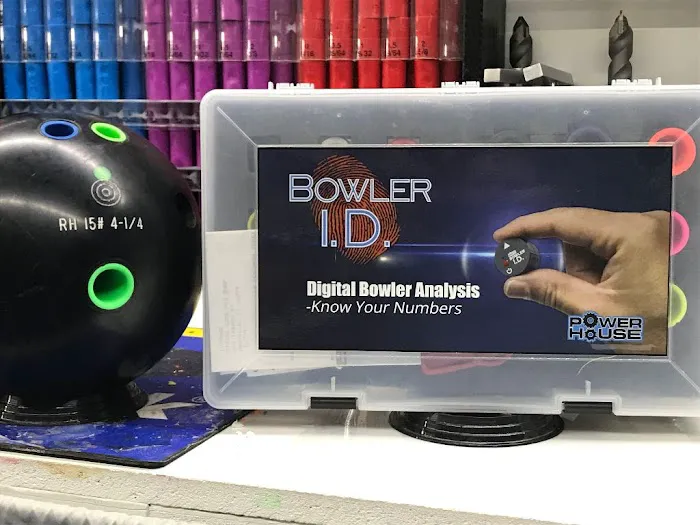 RH 15# 4-1/4
BOWLER
I.D.
Digital Bowler Analysis
-Know Your Numbers
I.D.
POWER
HOUSE